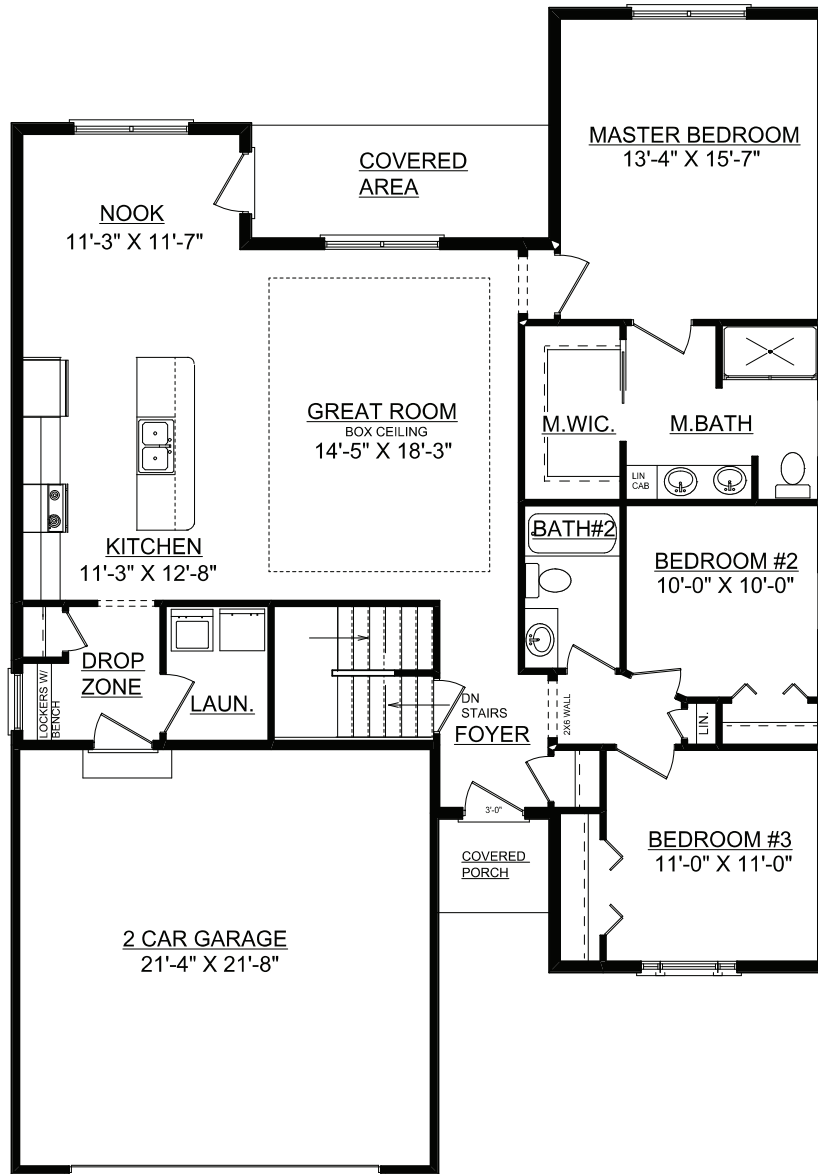 MASTER BEDROOM
13'-4" X 15'-7"
COVERED
AREA
NOOK
11'-3" X 11'-7"
GREAT ROOM
BOX CEILING
14'-5" X 18'-3"
M.WIC.
M.BATH
LIN
CAB
BATH#2
KITCHEN
11'-3" X 12'-8"
BEDROOM #2
10'-0" X 10'-0"
DROP
ZONE
LOCKERS W/
BENCH
LAUN.
DN
STAIRS
FOYER
2X6 WALL
LIN.
3'-0"
COVERED
PORCH
BEDROOM #3
11'-0" X 11'-0"
2 CAR GARAGE
21'-4" X 21'-8"